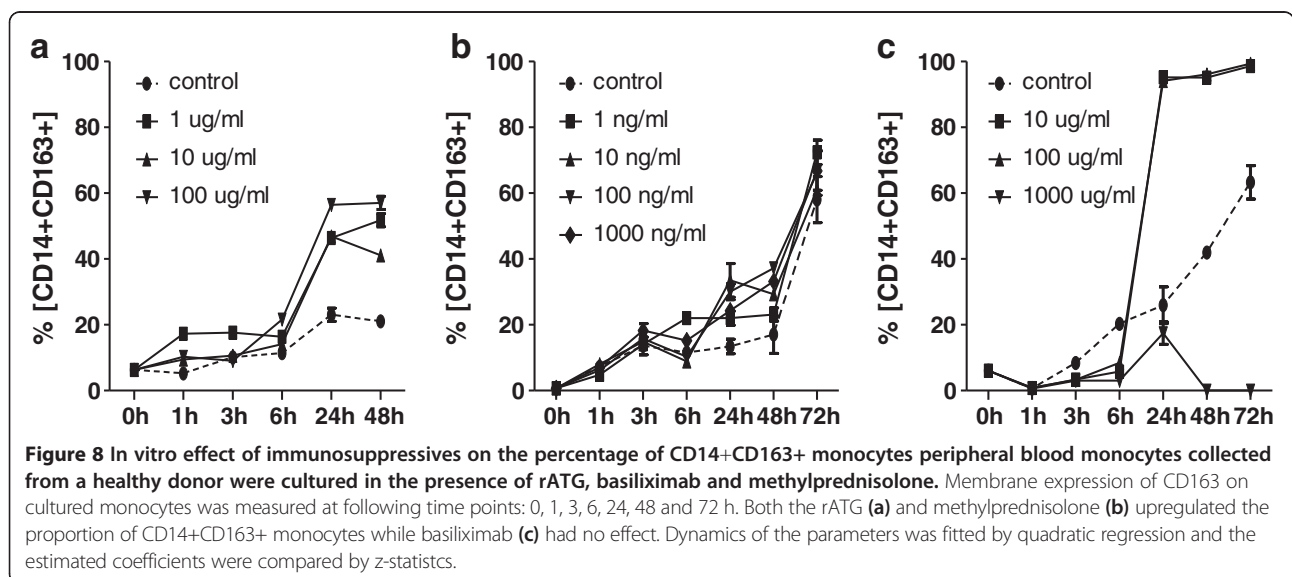 a
% [CD14+CD163+]
100
80
60
40
20
0
control
1 ug/ml
10 ug/ml
100 ug/ml
0h 1h 3h 6h 24h 48h
b
% [CD14+CD163+]
100
80
60
40
20
0
control
1 ng/ml
10 ng/ml
100 ng/ml
1000 ng/ml
0h 1h 3h 6h 24h 48h 72h
c
% [CD14+CD163+]
100
80
60
40
20
0
control
10 ug/ml
100 ug/ml
1000 ug/ml
0h 1h 3h 6h 24h 48h 72h
Figure 8 In vitro effect of immunosuppressives on the percentage of CD14+CD163+ monocytes peripheral blood monocytes collected
from a healthy donor were cultured in the presence of rATG, basiliximab and methylprednisolone. Membrane expression of CD163 on
cultured monocytes was measured at following time points: 0, 1, 3, 6, 24, 48 and 72 h. Both the rATG (a) and methylprednisolone (b) upregulated the
proportion of CD14+CD163+ monocytes while basiliximab (c) had no effect. Dynamics of the parameters was fitted by quadratic regression and the
estimated coefficients were compared by z-statistcs.